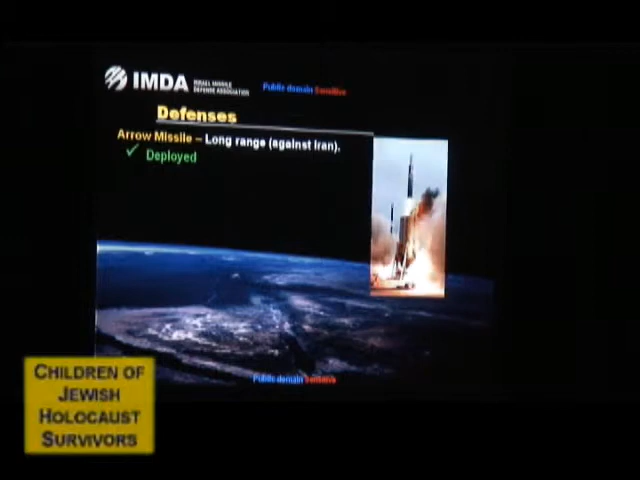 IMDA ISRAEL MISSILE
DEFENSE ASSOCIATION
Public domain Sensitive
Defenses
Arrow Missile – Long range (against Iran),
✓ Deployed
Public domain Sensitive
CHILDREN OF
JEWISH
HOLOCAUST
SURVIVORS